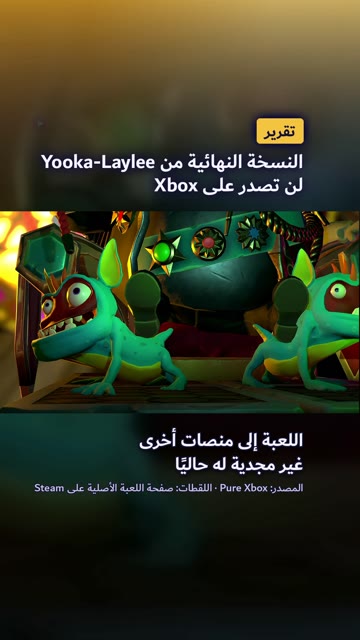 تقرير
النسخة النهائية من Yooka-Laylee
لن تصدر على Xbox
اللعبة إلى منصات أخرى
غير مجدية له حاليًا
المصدر: Pure Xbox · اللقطات: صفحة اللعبة الأصلية على Steam